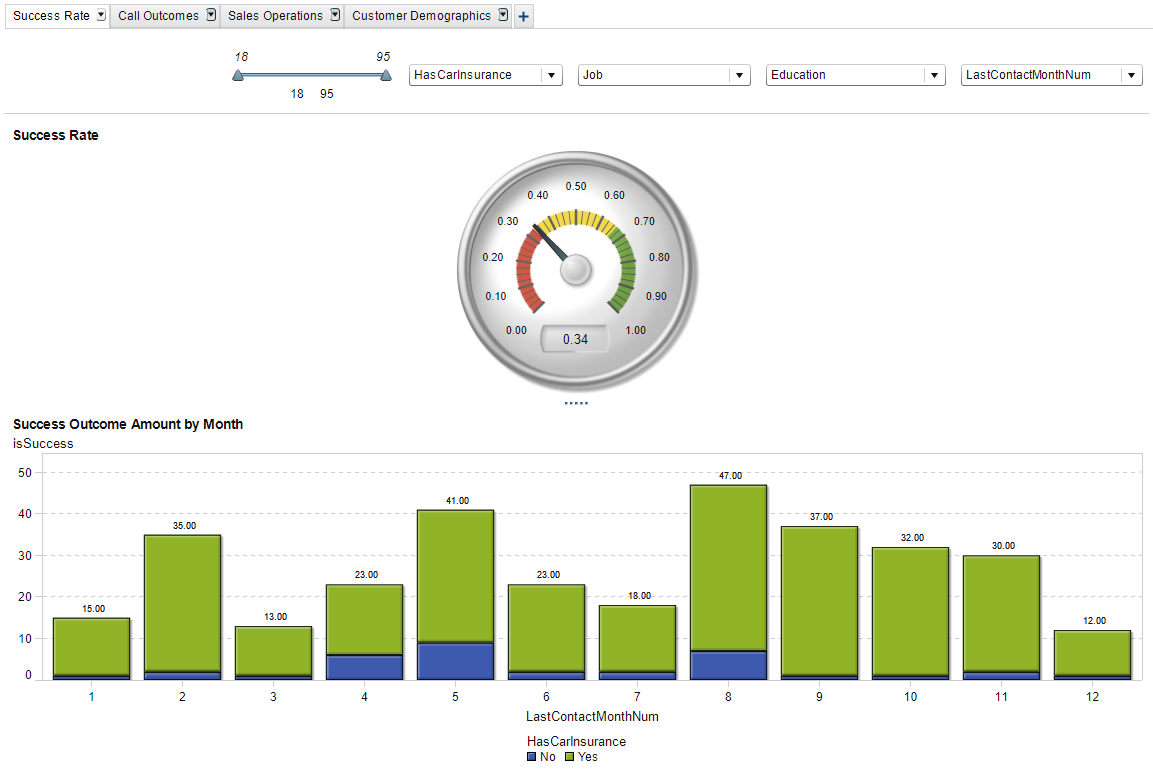 Success Rate Call Outcomes Sales Operations Customer Demographics +
18 95
HasCarInsurance Job Education LastContactMonthNum
18 95
Success Rate
0.50
0.40 0.60
0.30 0.70
0.20 0.80
0.10 0.90
0.00 1.00
0.34
Success Outcome Amount by Month
isSuccess
50
40
30
20
10
0
15.00 35.00 13.00 23.00 41.00 23.00 18.00 47.00 37.00 32.00 30.00 12.00
1 2 3 4 5 6 7 8 9 10 11 12
LastContactMonthNum
HasCarInsurance
No Yes